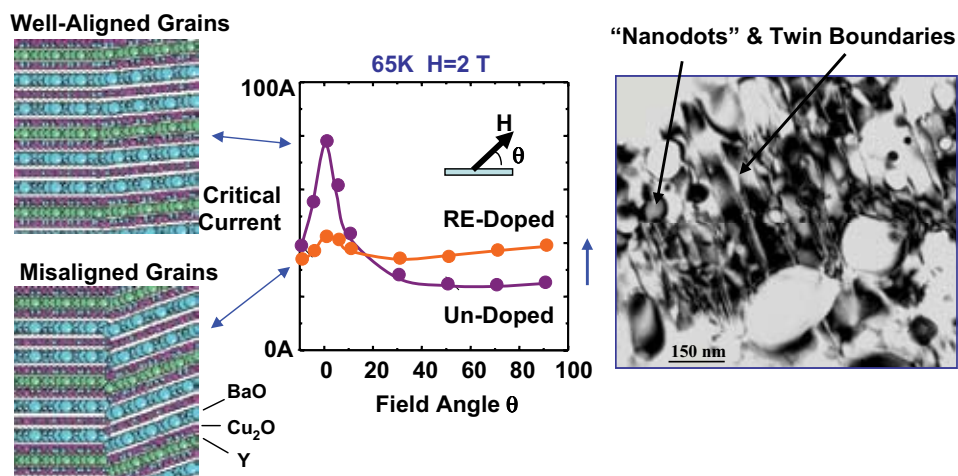 Well-Aligned Grains
“Nanodots” & Twin Boundaries
65K H=2 T
100A
H
θ
Critical
Current
RE-Doped
Un-Doped
0A
0 20 40 60 80 100
Field Angle θ
Misaligned Grains
BaO
Cu₂O
Y
150 nm